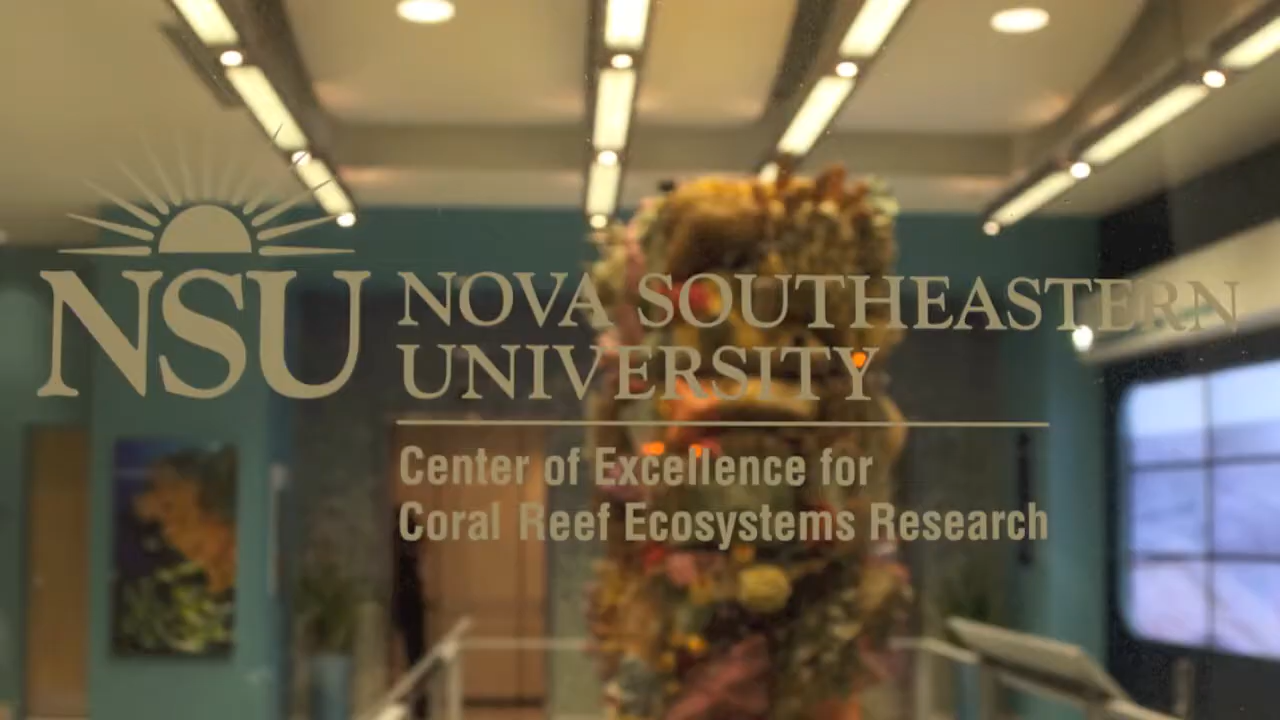 NSU
NOVA SOUTHEASTERN
UNIVERSITY
Center of Excellence for
Coral Reef Ecosystems Research